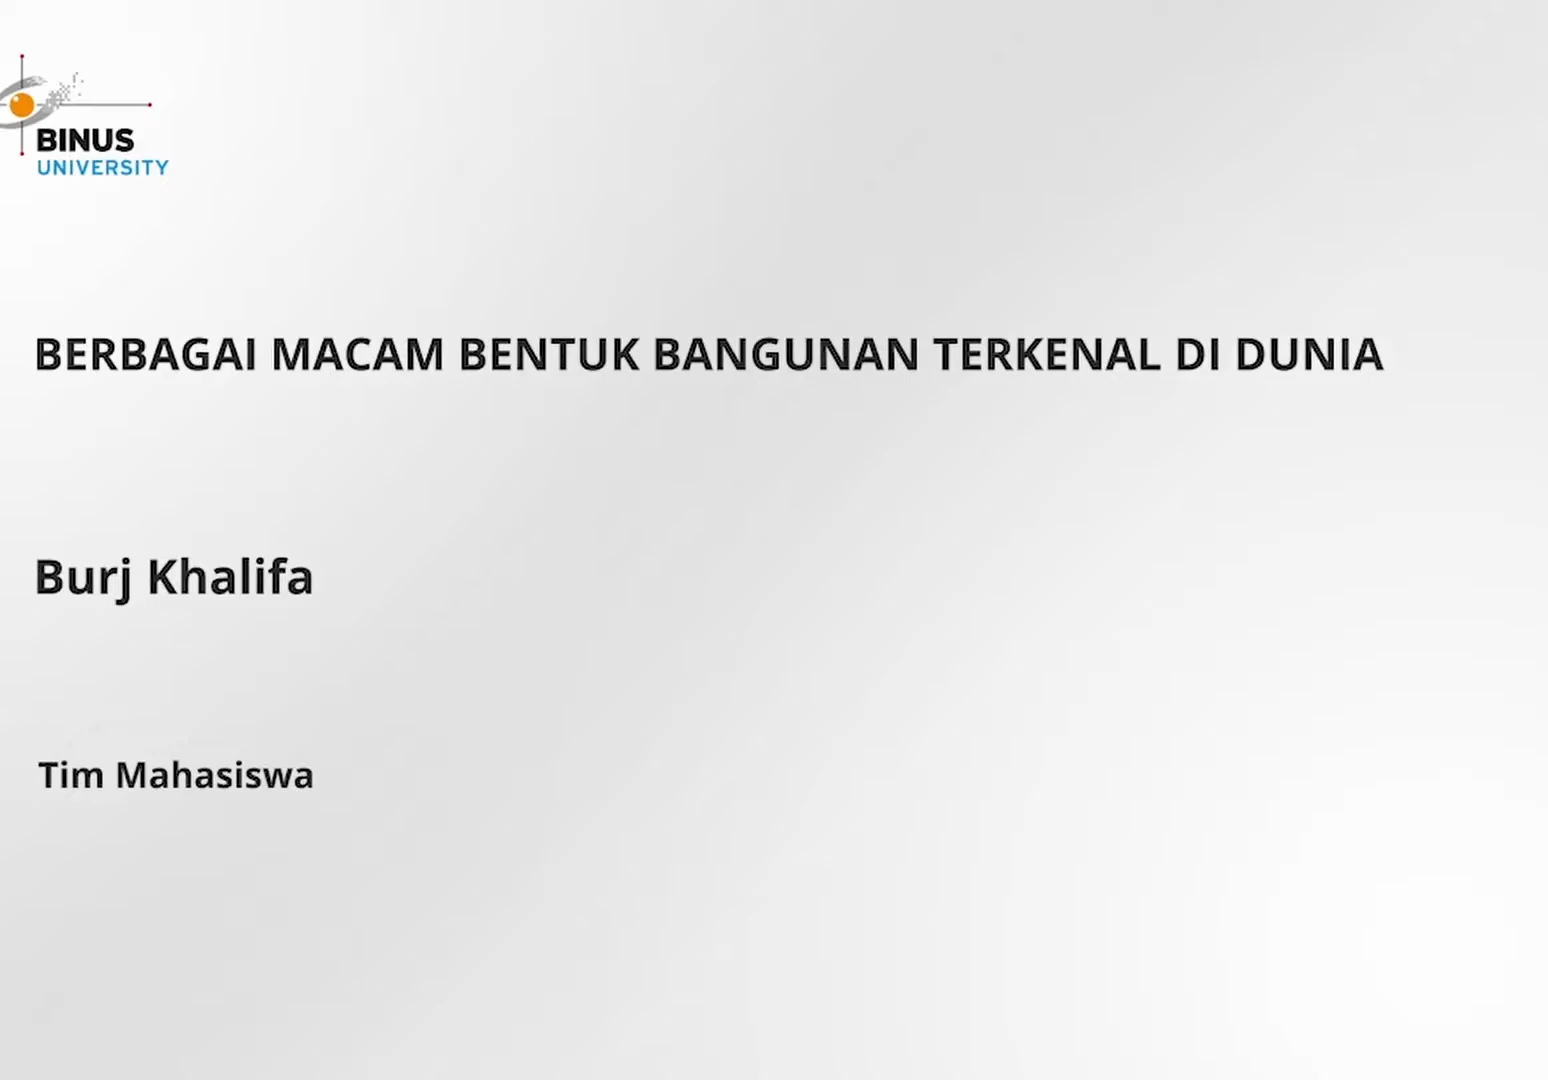 BINUS
UNIVERSITY
BERBAGAI MACAM BENTUK BANGUNAN TERKENAL DI DUNIA
Burj Khalifa
Tim Mahasiswa